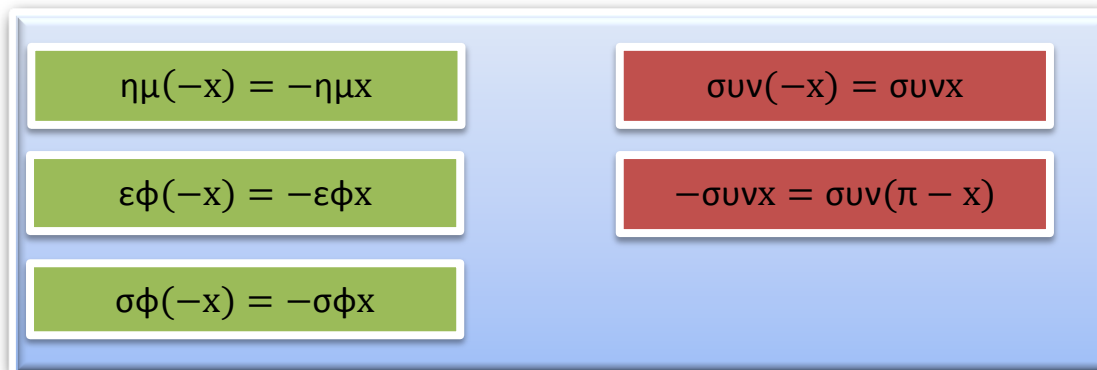 ημ(−x) = −ημx
συν(−x) = συνx
εφ(−x) = −εφx
−συνx = συν(π − x)
σφ(−x) = −σφx